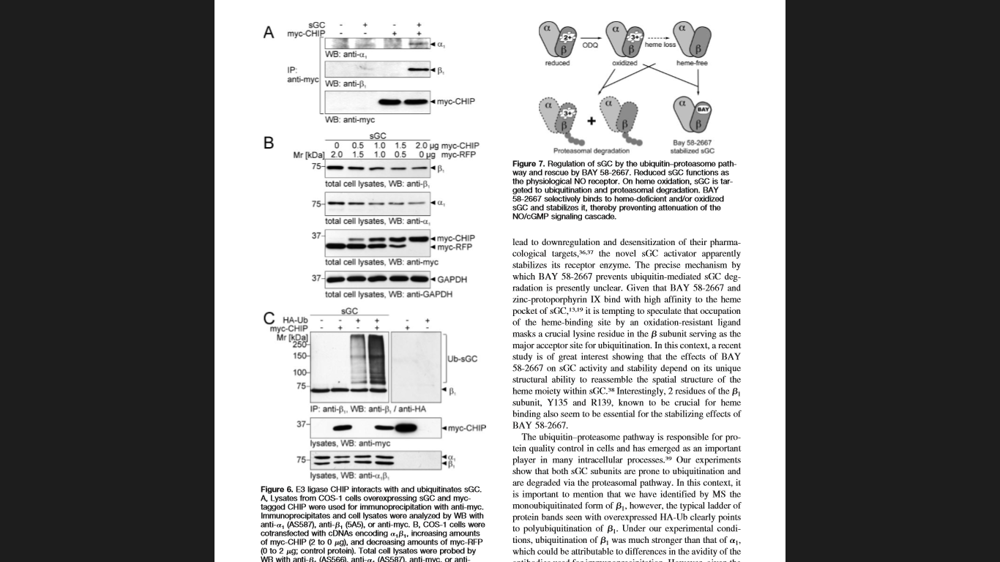 A
sGC - + - +
myc-CHIP - - + +
α₁
WB: anti-α₁
IP:
anti-myc
β₁
WB: anti-β₁
myc-CHIP
WB: anti-myc
B
sGC
0 0.5 1.0 1.5 2.0 μg myc-CHIP
Mr [kDa] 2.0 1.5 1.0 0.5 0 μg myc-RFP
75- β₁
total cell lysates, WB: anti-β₁
75- α₁
total cell lysates, WB: anti-α₁
37- myc-CHIP
myc-RFP
total cell lysates, WB: anti-myc
37- GAPDH
total cell lysates, WB: anti-GAPDH
C
sGC
HA-Ub - - + + - +
myc-CHIP - + - + + -
Mr [kDa]
250-
150-
100-
75-
Ub-sGC
β₁
IP: anti-β₁, WB: anti-β₁ / anti-HA
37- myc-CHIP
lysates, WB: anti-myc
75- α₁
β₁
lysates, WB: anti-α₁β₁
Figure 6. E3 ligase CHIP interacts with and ubiquitinates sGC.
A, Lysates from COS-1 cells overexpressing sGC and myc-
tagged CHIP were used for immunoprecipitation with anti-myc.
Immunoprecipitates and cell lysates were analyzed by WB with
anti-α₁ (AS587), anti-β₁ (5A5), or anti-myc. B, COS-1 cells were
cotransfected with cDNAs encoding α₁β₁, increasing amounts
of myc-CHIP (2 to 0 μg), and decreasing amounts of myc-RFP
(0 to 2 μg; control protein). Total cell lysates were probed by
WB with anti-β₁ (AS566), anti-α₁ (AS587), anti-myc, or anti-
α 2+ β
ODQ
α 3+ β
heme loss
α β
reduced
oxidized
heme-free
α 3+ β
+
α β
α BAY β
Proteasomal degradation
Bay 58-2667
stabilized sGC
Figure 7. Regulation of sGC by the ubiquitin–proteasome path-
way and rescue by BAY 58-2667. Reduced sGC functions as
the physiological NO receptor. On heme oxidation, sGC is tar-
geted to ubiquitination and proteasomal degradation. BAY
58-2667 selectively binds to heme-deficient and/or oxidized
sGC and stabilizes it, thereby preventing attenuation of the
NO/cGMP signaling cascade.
lead to downregulation and desensitization of their pharma-
cological targets,³⁶,³⁷ the novel sGC activator apparently
stabilizes its receptor enzyme. The precise mechanism by
which BAY 58-2667 prevents ubiquitin-mediated sGC deg-
radation is presently unclear. Given that BAY 58-2667 and
zinc-protoporphyrin IX bind with high affinity to the heme
pocket of sGC,¹³,¹⁹ it is tempting to speculate that occupation
of the heme-binding site by an oxidation-resistant ligand
masks a crucial lysine residue in the β subunit serving as the
major acceptor site for ubiquitination. In this context, a recent
study is of great interest showing that the effects of BAY
58-2667 on sGC activity and stability depend on its unique
structural ability to reassemble the spatial structure of the
heme moiety within sGC.³⁸ Interestingly, 2 residues of the β₁
subunit, Y135 and R139, known to be crucial for heme
binding also seem to be essential for the stabilizing effects of
BAY 58-2667.
The ubiquitin–proteasome pathway is responsible for pro-
tein quality control in cells and has emerged as an important
player in many intracellular processes.³⁹ Our experiments
show that both sGC subunits are prone to ubiquitination and
are degraded via the proteasomal pathway. In this context, it
is important to mention that we have identified by MS the
monoubiquitinated form of β₁, however, the typical ladder of
protein bands seen with overexpressed HA-Ub clearly points
to polyubiquitination of β₁. Under our experimental condi-
tions, ubiquitination of β₁ was much stronger than that of α₁,
which could be attributable to differences in the avidity of the